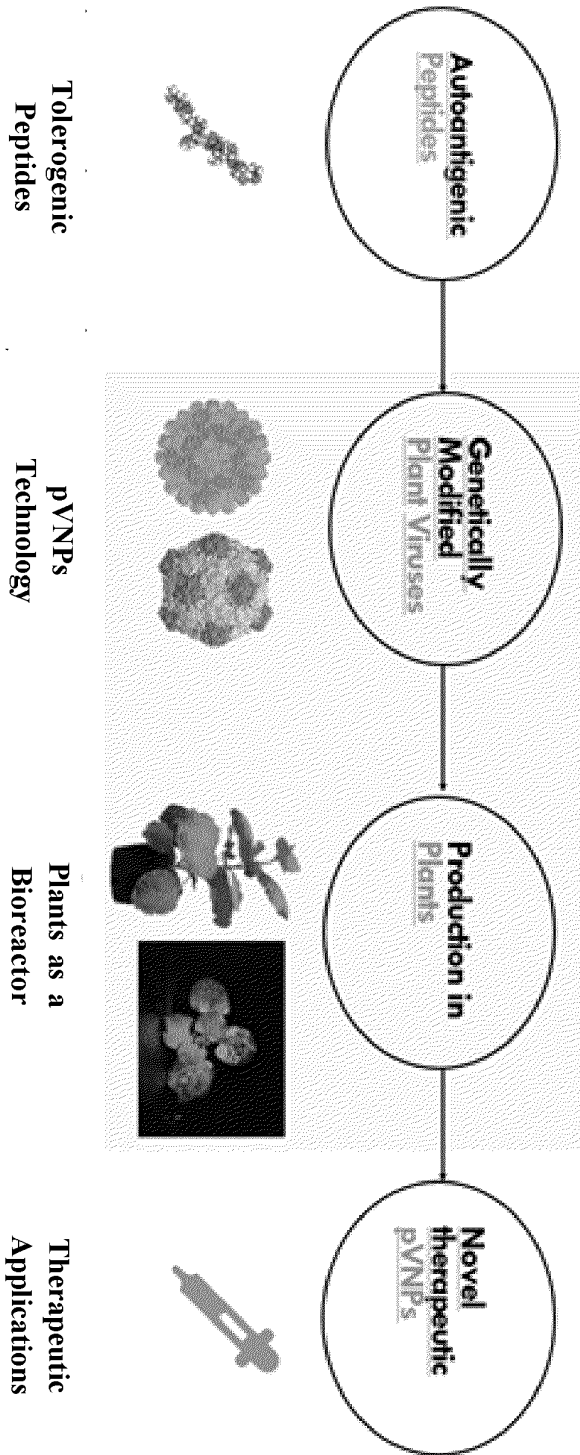 Autoantigenic
Peptides
Genetically
Modified
Plant Viruses
Production in
Plants
Novel
therapeutic
pVNPs
Tolerogenic
Peptides
pVNPs
Technology
Plants as a
Bioreactor
Therapeutic
Applications